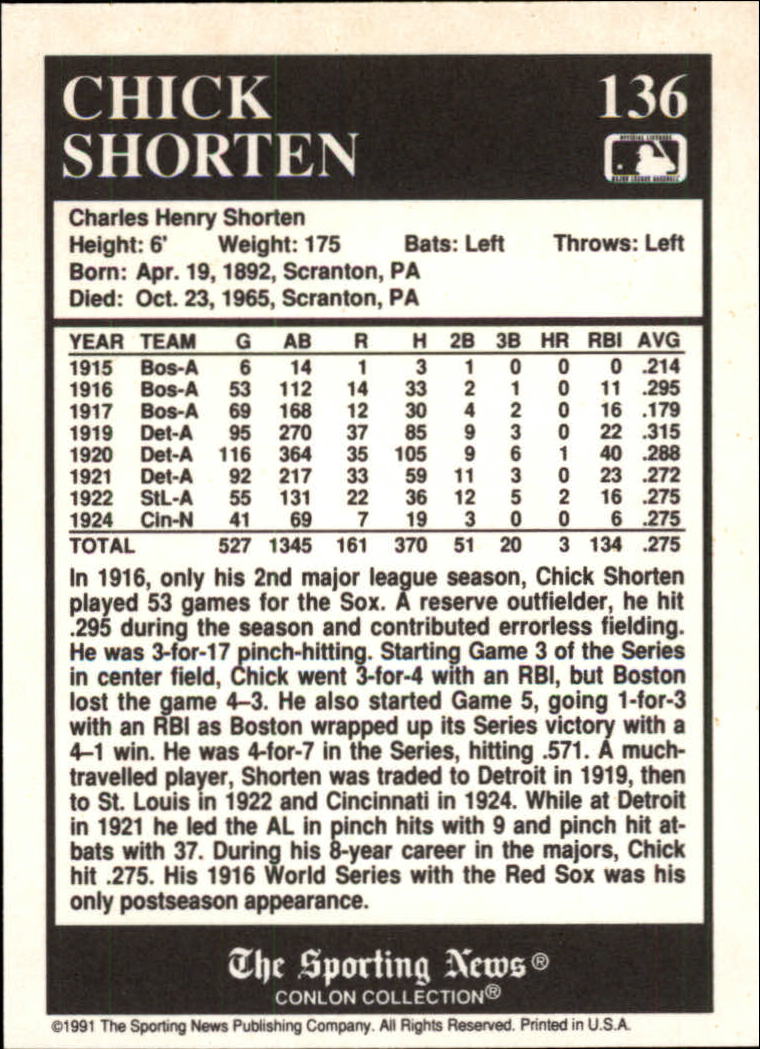 CHICK 136
SHORTEN
OFFICIAL LICENSEE
MAJOR LEAGUE BASEBALL
Charles Henry Shorten
Height: 6' Weight: 175 Bats: Left Throws: Left
Born: Apr. 19, 1892, Scranton, PA
Died: Oct. 23, 1965, Scranton, PA
YEAR TEAM G AB R H 2B 3B HR RBI AVG
1915 Bos-A 6 14 1 3 1 0 0 0 .214
1916 Bos-A 53 112 14 33 2 1 0 11 .295
1917 Bos-A 69 168 12 30 4 2 0 16 .179
1919 Det-A 95 270 37 85 9 3 0 22 .315
1920 Det-A 116 364 35 105 9 6 1 40 .288
1921 Det-A 92 217 33 59 11 3 0 23 .272
1922 StL-A 55 131 22 36 12 5 2 16 .275
1924 Cin-N 41 69 7 19 3 0 0 6 .275
TOTAL 527 1345 161 370 51 20 3 134 .275
In 1916, only his 2nd major league season, Chick Shorten
played 53 games for the Sox. A reserve outfielder, he hit
.295 during the season and contributed errorless fielding.
He was 3-for-17 pinch-hitting. Starting Game 3 of the Series
in center field, Chick went 3-for-4 with an RBI, but Boston
lost the game 4–3. He also started Game 5, going 1-for-3
with an RBI as Boston wrapped up its Series victory with a
4–1 win. He was 4-for-7 in the Series, hitting .571. A much-
travelled player, Shorten was traded to Detroit in 1919, then
to St. Louis in 1922 and Cincinnati in 1924. While at Detroit
in 1921 he led the AL in pinch hits with 9 and pinch hit at-
bats with 37. During his 8-year career in the majors, Chick
hit .275. His 1916 World Series with the Red Sox was his
only postseason appearance.
The Sporting News®
CONLON COLLECTION®
©1991 The Sporting News Publishing Company. All Rights Reserved. Printed in U.S.A.